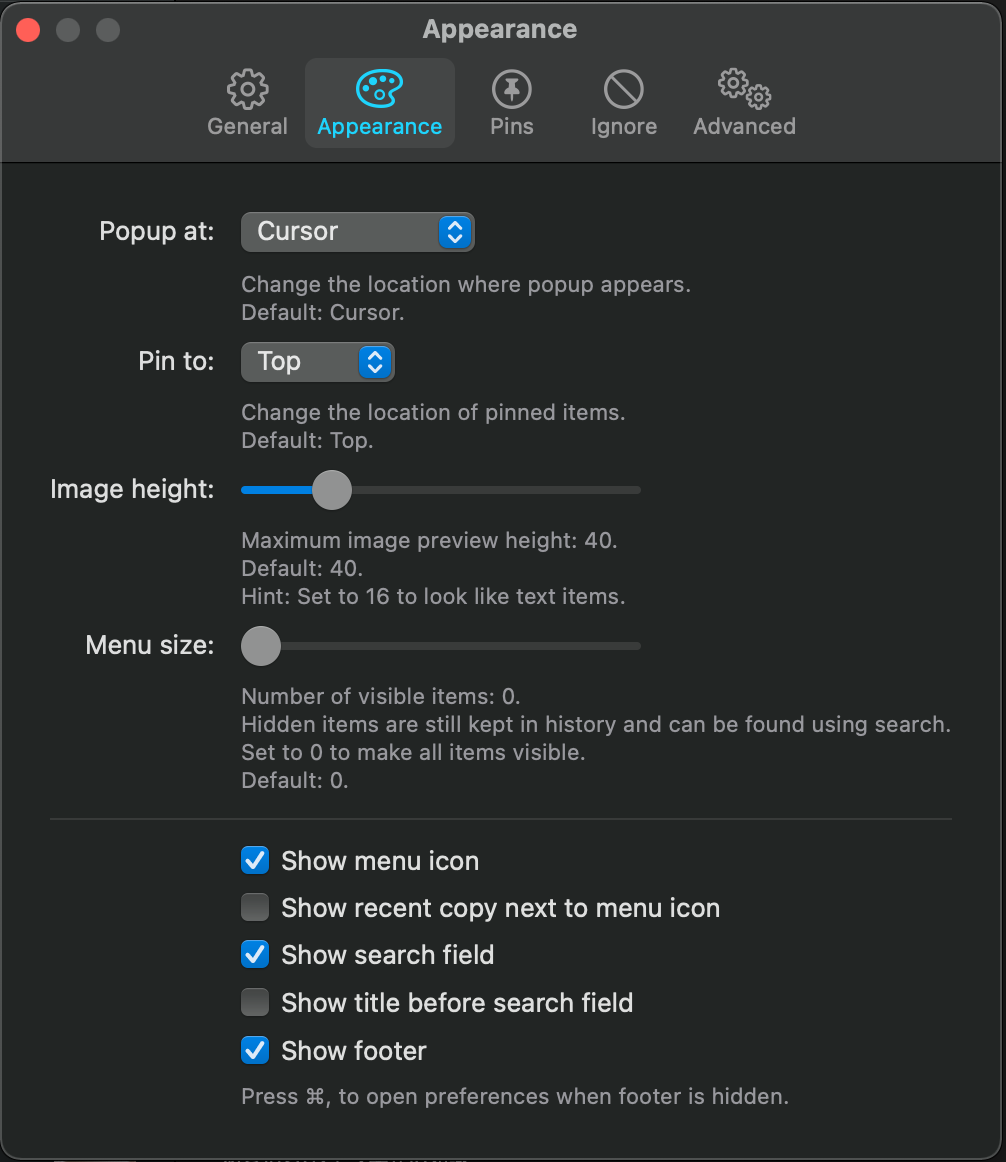 Appearance
General
Appearance
Pins
Ignore
Advanced
Popup at: Cursor
Change the location where popup appears.
Default: Cursor.
Pin to: Top
Change the location of pinned items.
Default: Top.
Image height:
Maximum image preview height: 40.
Default: 40.
Hint: Set to 16 to look like text items.
Menu size:
Number of visible items: 0.
Hidden items are still kept in history and can be found using search.
Set to 0 to make all items visible.
Default: 0.
Show menu icon
Show recent copy next to menu icon
Show search field
Show title before search field
Show footer
Press ⌘, to open preferences when footer is hidden.